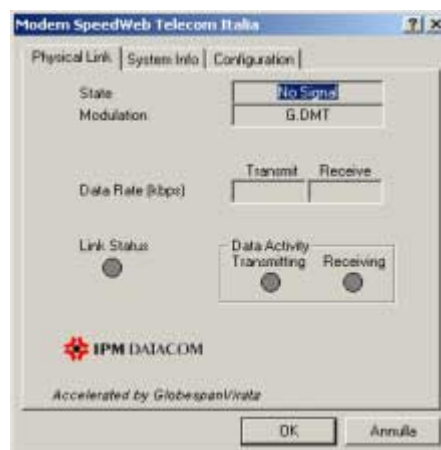 Modem SpeedWeb Telecom Italia
? x
Physical Link System Info Configuration
State No Signal
Modulation G.DMT
Transmit Receive
Data Rate (kbps)
Link Status
Data Activity
Transmitting Receiving
IPM DATACOM
Accelerated by GlobespanVirata
OK Annulla